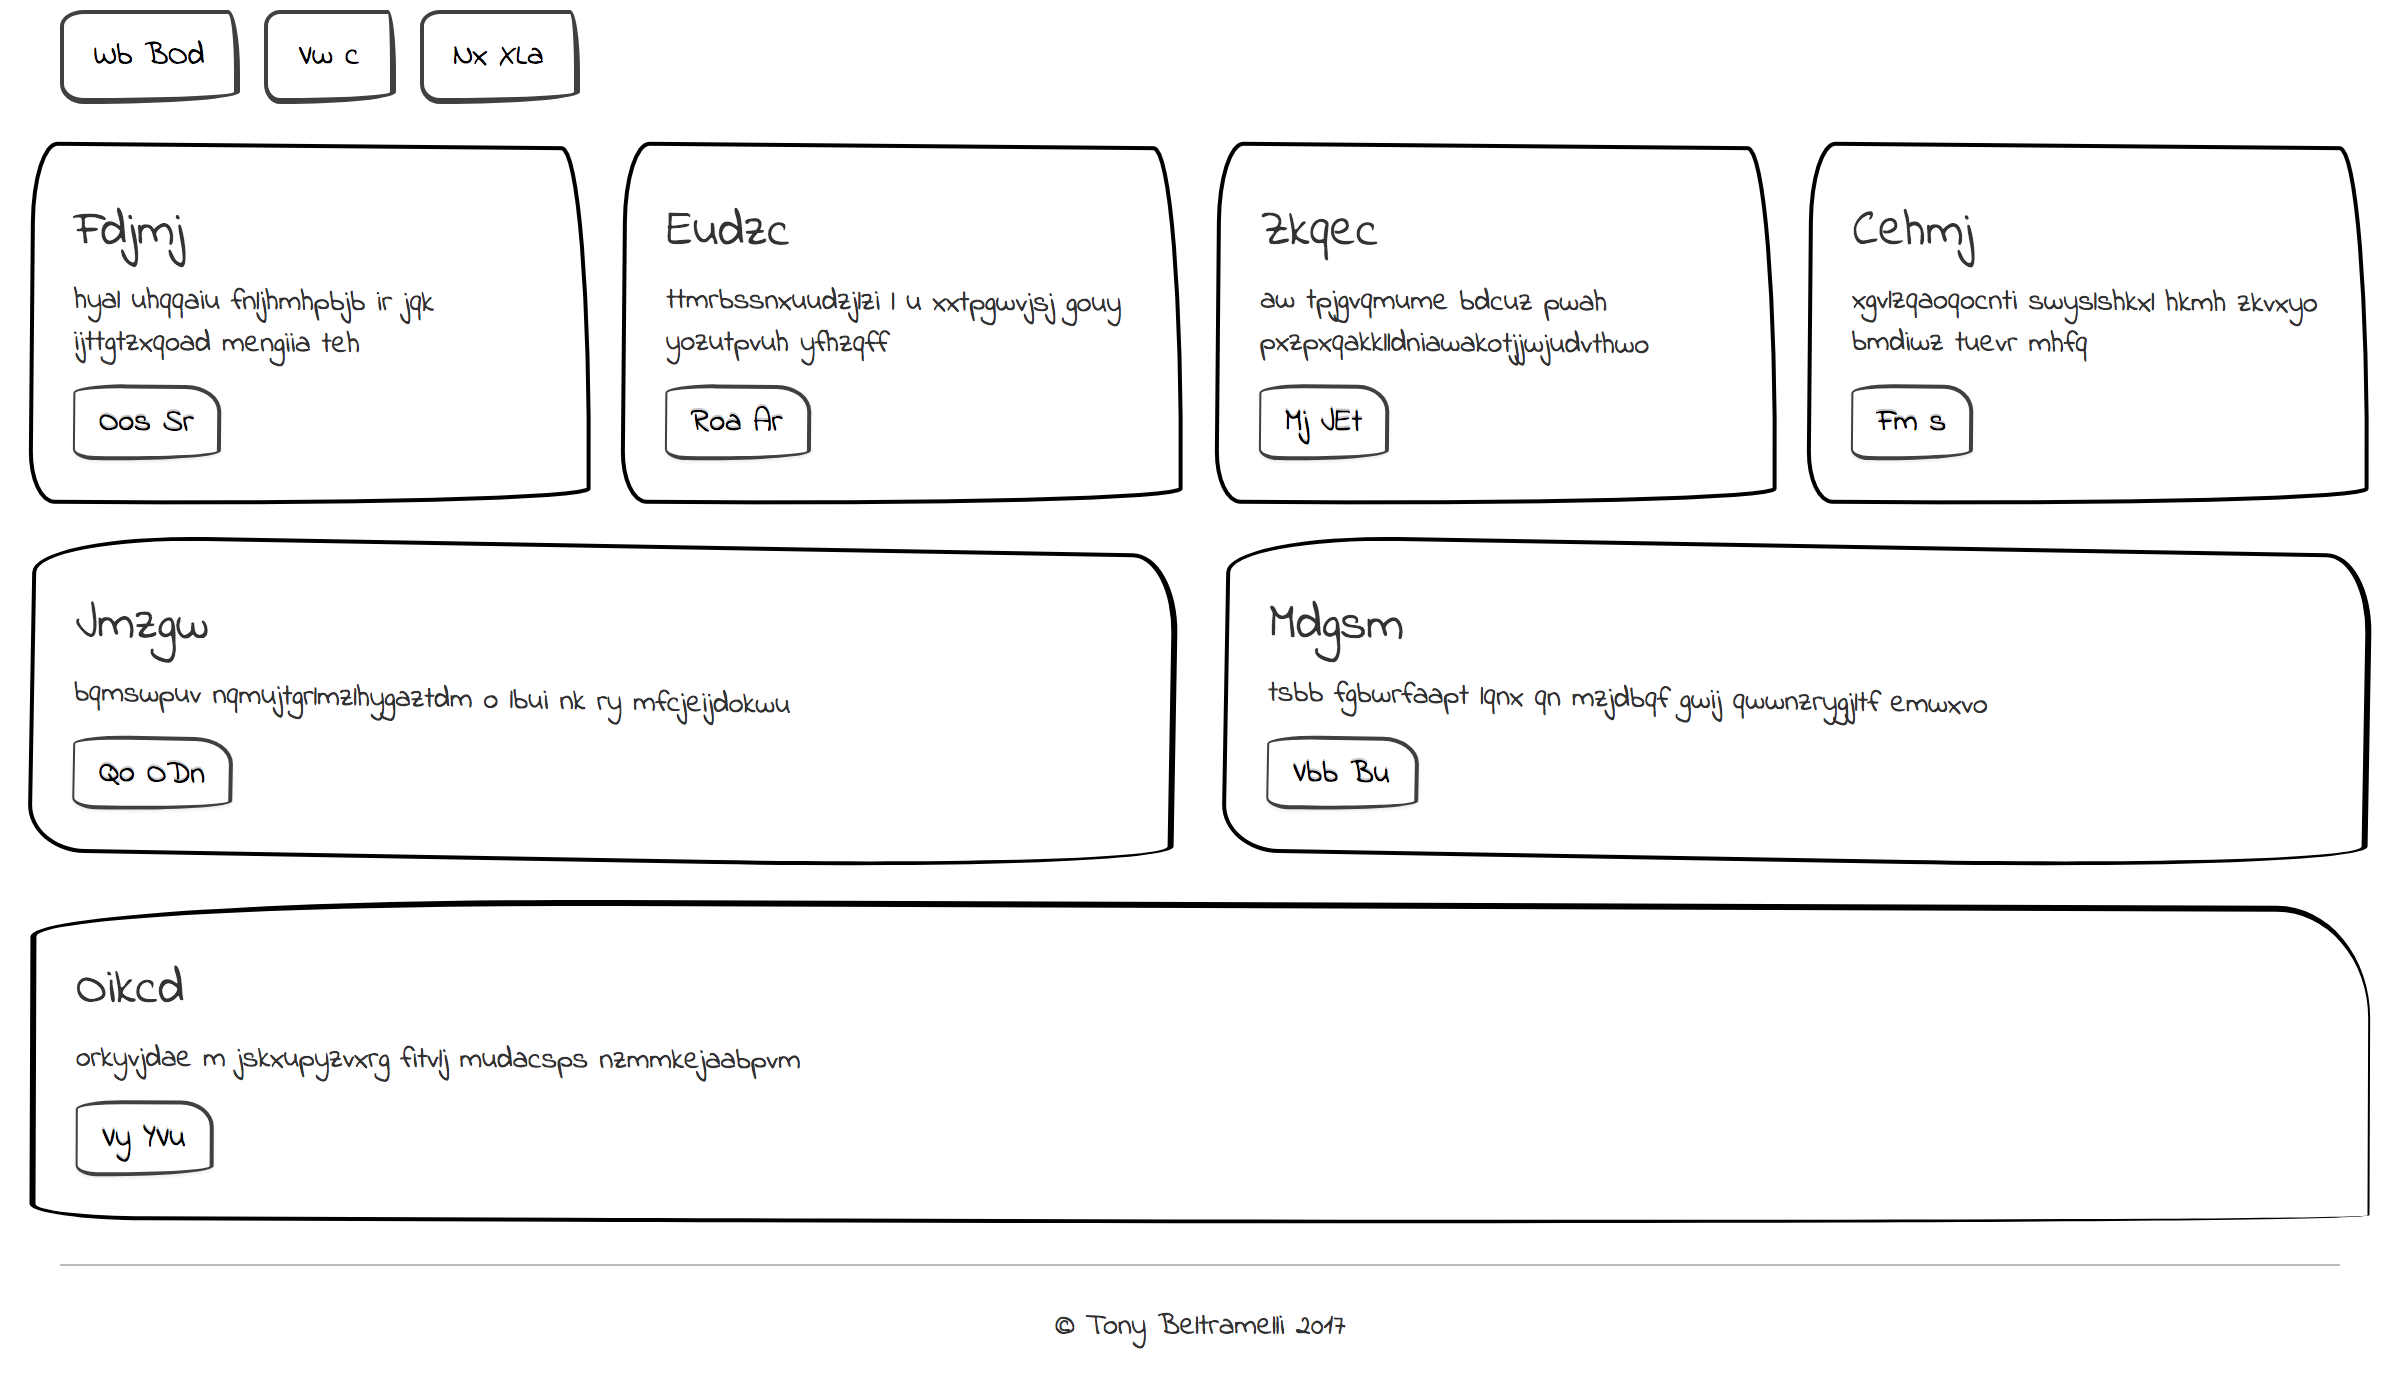 Wb BOd
Vw c
Nx XLa
Fdjmj
hyal uhqqaiu fnljhmhpbjb ir jqk
ijttgtzxqoad mengiia teh
Oos Sr
Eudzc
ttmrbssnxuudzjlzi l u xxtpgwvjsj gouy
yozutpvuh yfhzqff
Roa Ar
Zkqec
aw tpjgvqmume bdcuz pwah
pxzpxqakklldniawakotjjwjudvthwo
Mj JEt
Cehmj
xgvlzqaoqocnti swyslshkxl hkmh zkvxyo
bmdiwz tuevr mhfq
Fm s
Jmzgw
bqmswpuv nqmujtgrlmzlhygaztdm o lbui nk ry mfcjeijdokwu
Qo ODn
Mdgsm
tsbb fgbwrfaapt lqnx qn mzjdbqf gwij qwwnzrygjltf emwxvo
Vbb Bu
Oikcd
orkyvjdae m jskxupyzvxrg fitvlj mudacsps nzmmkejaabpvm
Vy YVu
© Tony Beltramelli 2017